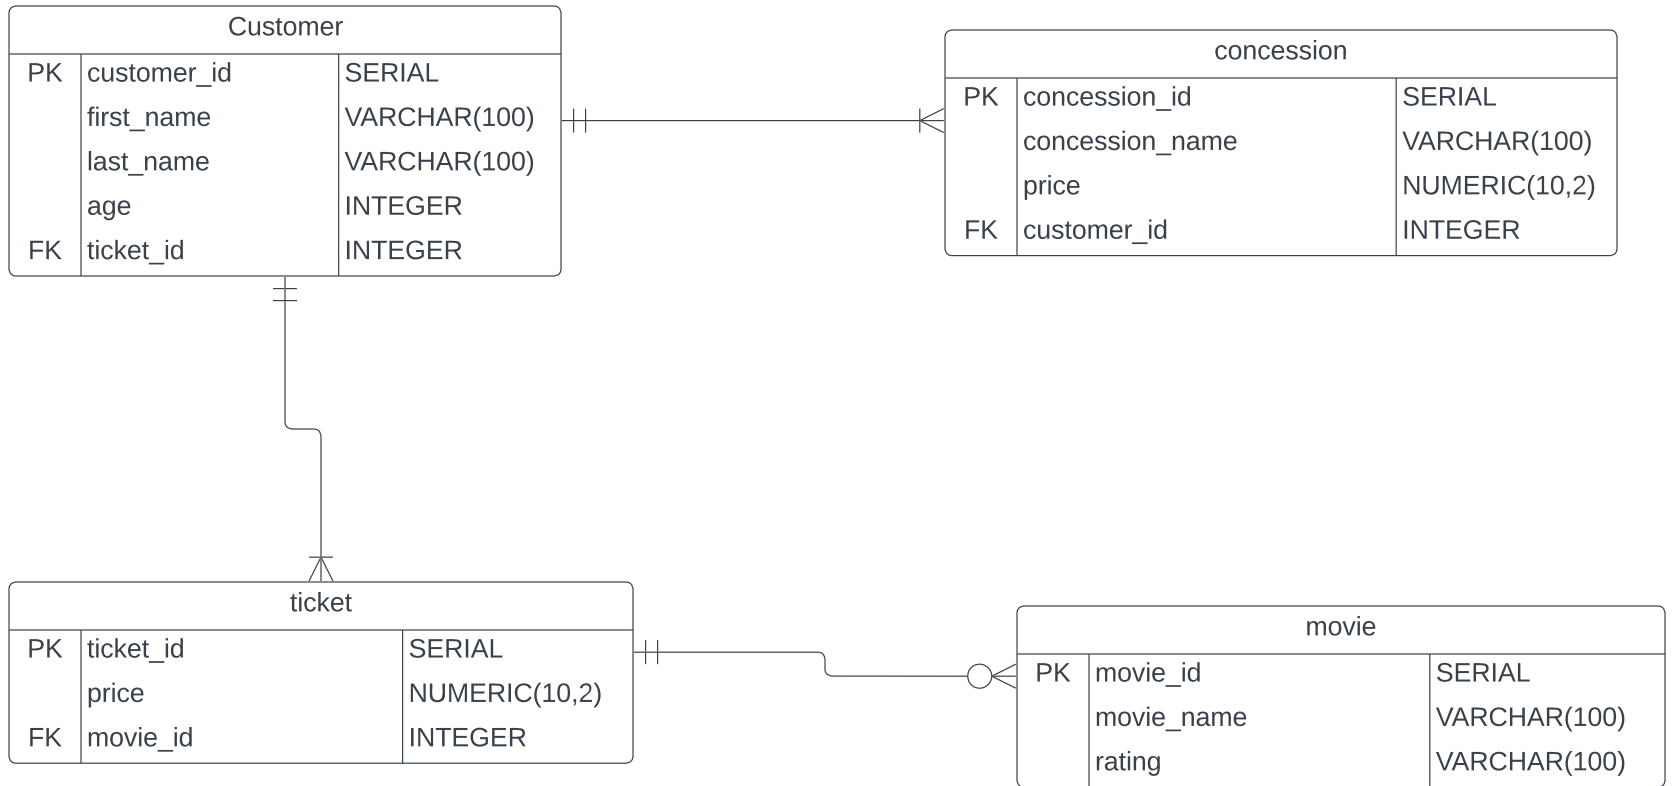 Customer
PK customer_id SERIAL
first_name VARCHAR(100)
last_name VARCHAR(100)
age INTEGER
FK ticket_id INTEGER
concession
PK concession_id SERIAL
concession_name VARCHAR(100)
price NUMERIC(10,2)
FK customer_id INTEGER
ticket
PK ticket_id SERIAL
price NUMERIC(10,2)
FK movie_id INTEGER
movie
PK movie_id SERIAL
movie_name VARCHAR(100)
rating VARCHAR(100)